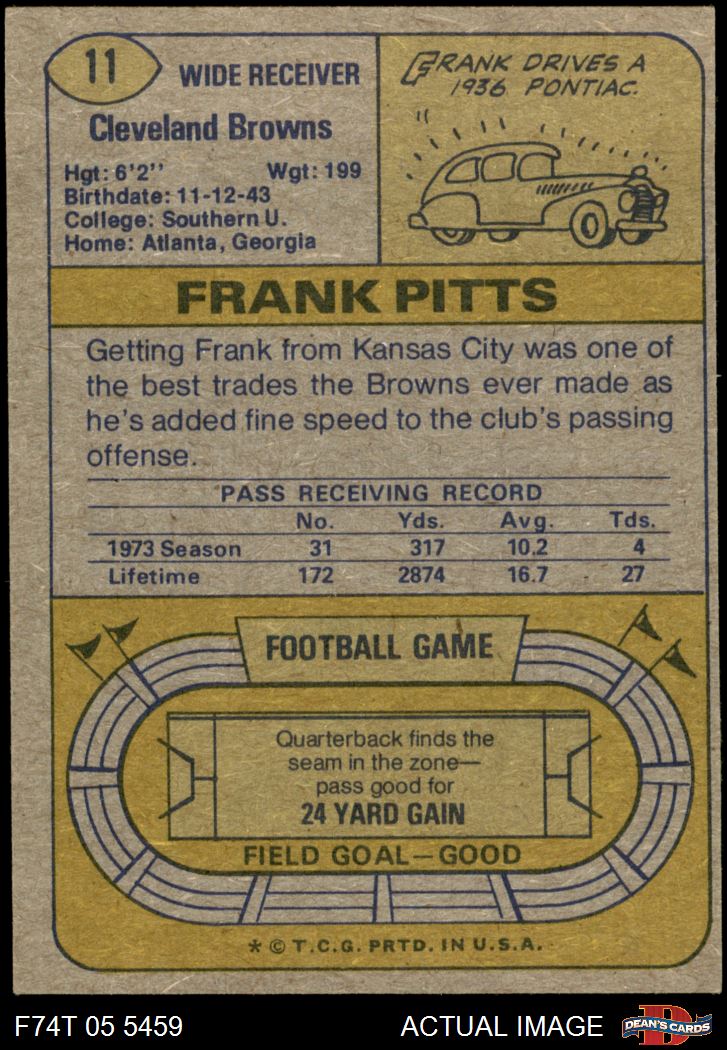 11
WIDE RECEIVER
Cleveland Browns
Hgt: 6'2'' Wgt: 199
Birthdate: 11-12-43
College: Southern U.
Home: Atlanta, Georgia
FRANK DRIVES A
1936 PONTIAC.
FRANK PITTS
Getting Frank from Kansas City was one of
the best trades the Browns ever made as
he's added fine speed to the club's passing
offense.
PASS RECEIVING RECORD
No. Yds. Avg. Tds.
1973 Season 31 317 10.2 4
Lifetime 172 2874 16.7 27
FOOTBALL GAME
Quarterback finds the
seam in the zone—
pass good for
24 YARD GAIN
FIELD GOAL—GOOD
* © T.C.G. PRTD. IN U.S.A.
F74T 05 5459 ACTUAL IMAGE
D
DEAN'S CARDS